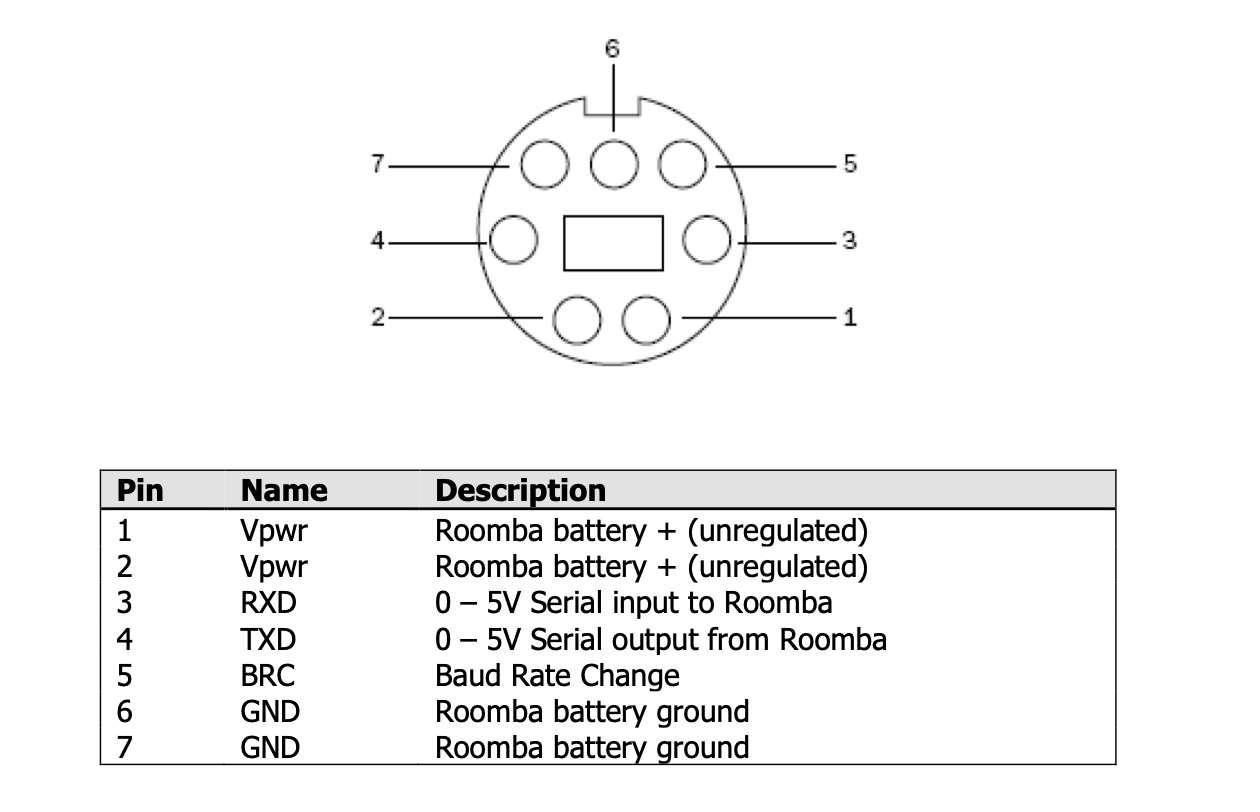 6
7 5
4 3
2 1
Pin Name Description
1 Vpwr Roomba battery + (unregulated)
2 Vpwr Roomba battery + (unregulated)
3 RXD 0 – 5V Serial input to Roomba
4 TXD 0 – 5V Serial output from Roomba
5 BRC Baud Rate Change
6 GND Roomba battery ground
7 GND Roomba battery ground